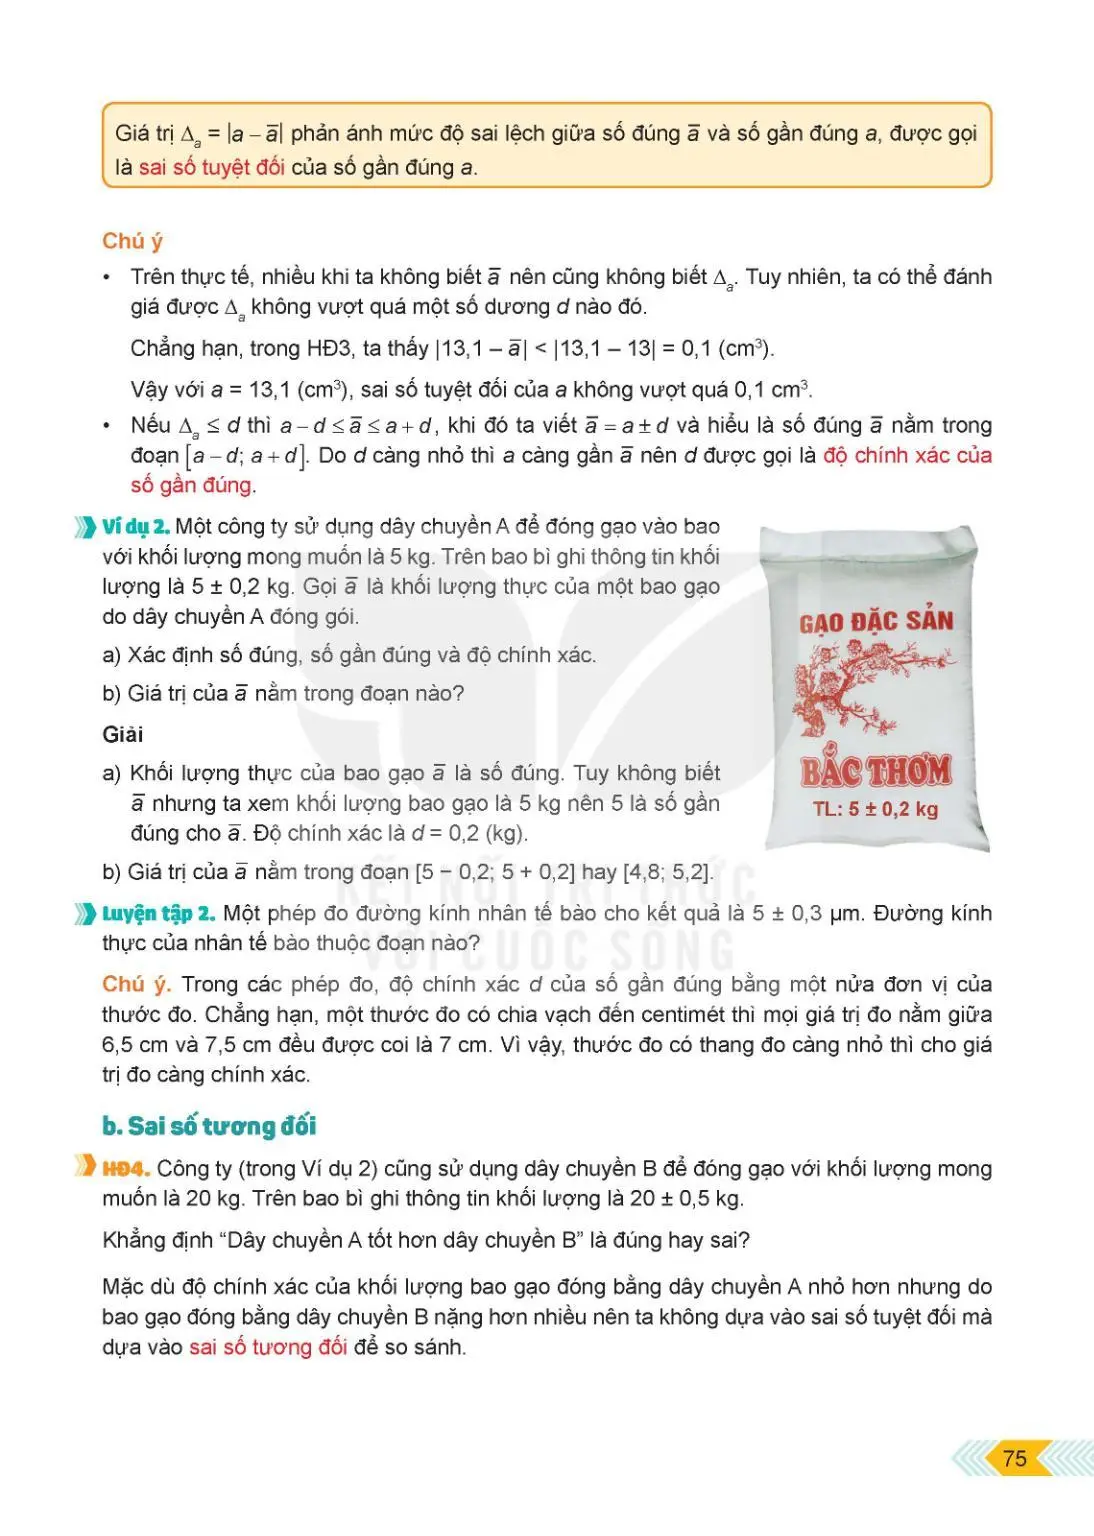 Giá trị Δₐ = |a – a̅| phản ánh mức độ sai lệch giữa số đúng a̅ và số gần đúng a, được gọi
là sai số tuyệt đối của số gần đúng a.
Chú ý
• Trên thực tế, nhiều khi ta không biết a̅ nên cũng không biết Δₐ. Tuy nhiên, ta có thể đánh
giá được Δₐ không vượt quá một số dương d nào đó.
Chẳng hạn, trong HĐ3, ta thấy |13,1 – a̅| < |13,1 – 13| = 0,1 (cm³).
Vậy với a = 13,1 (cm³), sai số tuyệt đối của a không vượt quá 0,1 cm³.
• Nếu Δₐ ≤ d thì a – d ≤ a̅ ≤ a + d, khi đó ta viết a̅ = a ± d và hiểu là số đúng a̅ nằm trong
đoạn [a – d; a + d]. Do d càng nhỏ thì a càng gần a̅ nên d được gọi là độ chính xác của
số gần đúng.
Ví dụ 2. Một công ty sử dụng dây chuyền A để đóng gạo vào bao
với khối lượng mong muốn là 5 kg. Trên bao bì ghi thông tin khối
lượng là 5 ± 0,2 kg. Gọi a̅ là khối lượng thực của một bao gạo
do dây chuyền A đóng gói.
a) Xác định số đúng, số gần đúng và độ chính xác.
b) Giá trị của a̅ nằm trong đoạn nào?
Giải
a) Khối lượng thực của bao gạo a̅ là số đúng. Tuy không biết
a̅ nhưng ta xem khối lượng bao gạo là 5 kg nên 5 là số gần
đúng cho a̅. Độ chính xác là d = 0,2 (kg).
b) Giá trị của a̅ nằm trong đoạn [5 – 0,2; 5 + 0,2] hay [4,8; 5,2].
GẠO ĐẶC SẢN
BẮC THƠM
TL: 5 ± 0,2 kg
KẾT NỐI TRI THỨC
VỚI CUỘC SỐNG
Luyện tập 2. Một phép đo đường kính nhân tế bào cho kết quả là 5 ± 0,3 μm. Đường kính
thực của nhân tế bào thuộc đoạn nào?
Chú ý. Trong các phép đo, độ chính xác d của số gần đúng bằng một nửa đơn vị của
thước đo. Chẳng hạn, một thước đo có chia vạch đến centimét thì mọi giá trị đo nằm giữa
6,5 cm và 7,5 cm đều được coi là 7 cm. Vì vậy, thước đo có thang đo càng nhỏ thì cho giá
trị đo càng chính xác.
b. Sai số tương đối
HĐ4. Công ty (trong Ví dụ 2) cũng sử dụng dây chuyền B để đóng gạo với khối lượng mong
muốn là 20 kg. Trên bao bì ghi thông tin khối lượng là 20 ± 0,5 kg.
Khẳng định “Dây chuyền A tốt hơn dây chuyền B” là đúng hay sai?
Mặc dù độ chính xác của khối lượng bao gạo đóng bằng dây chuyền A nhỏ hơn nhưng do
bao gạo đóng bằng dây chuyền B nặng hơn nhiều nên ta không dựa vào sai số tuyệt đối mà
dựa vào sai số tương đối để so sánh.
75